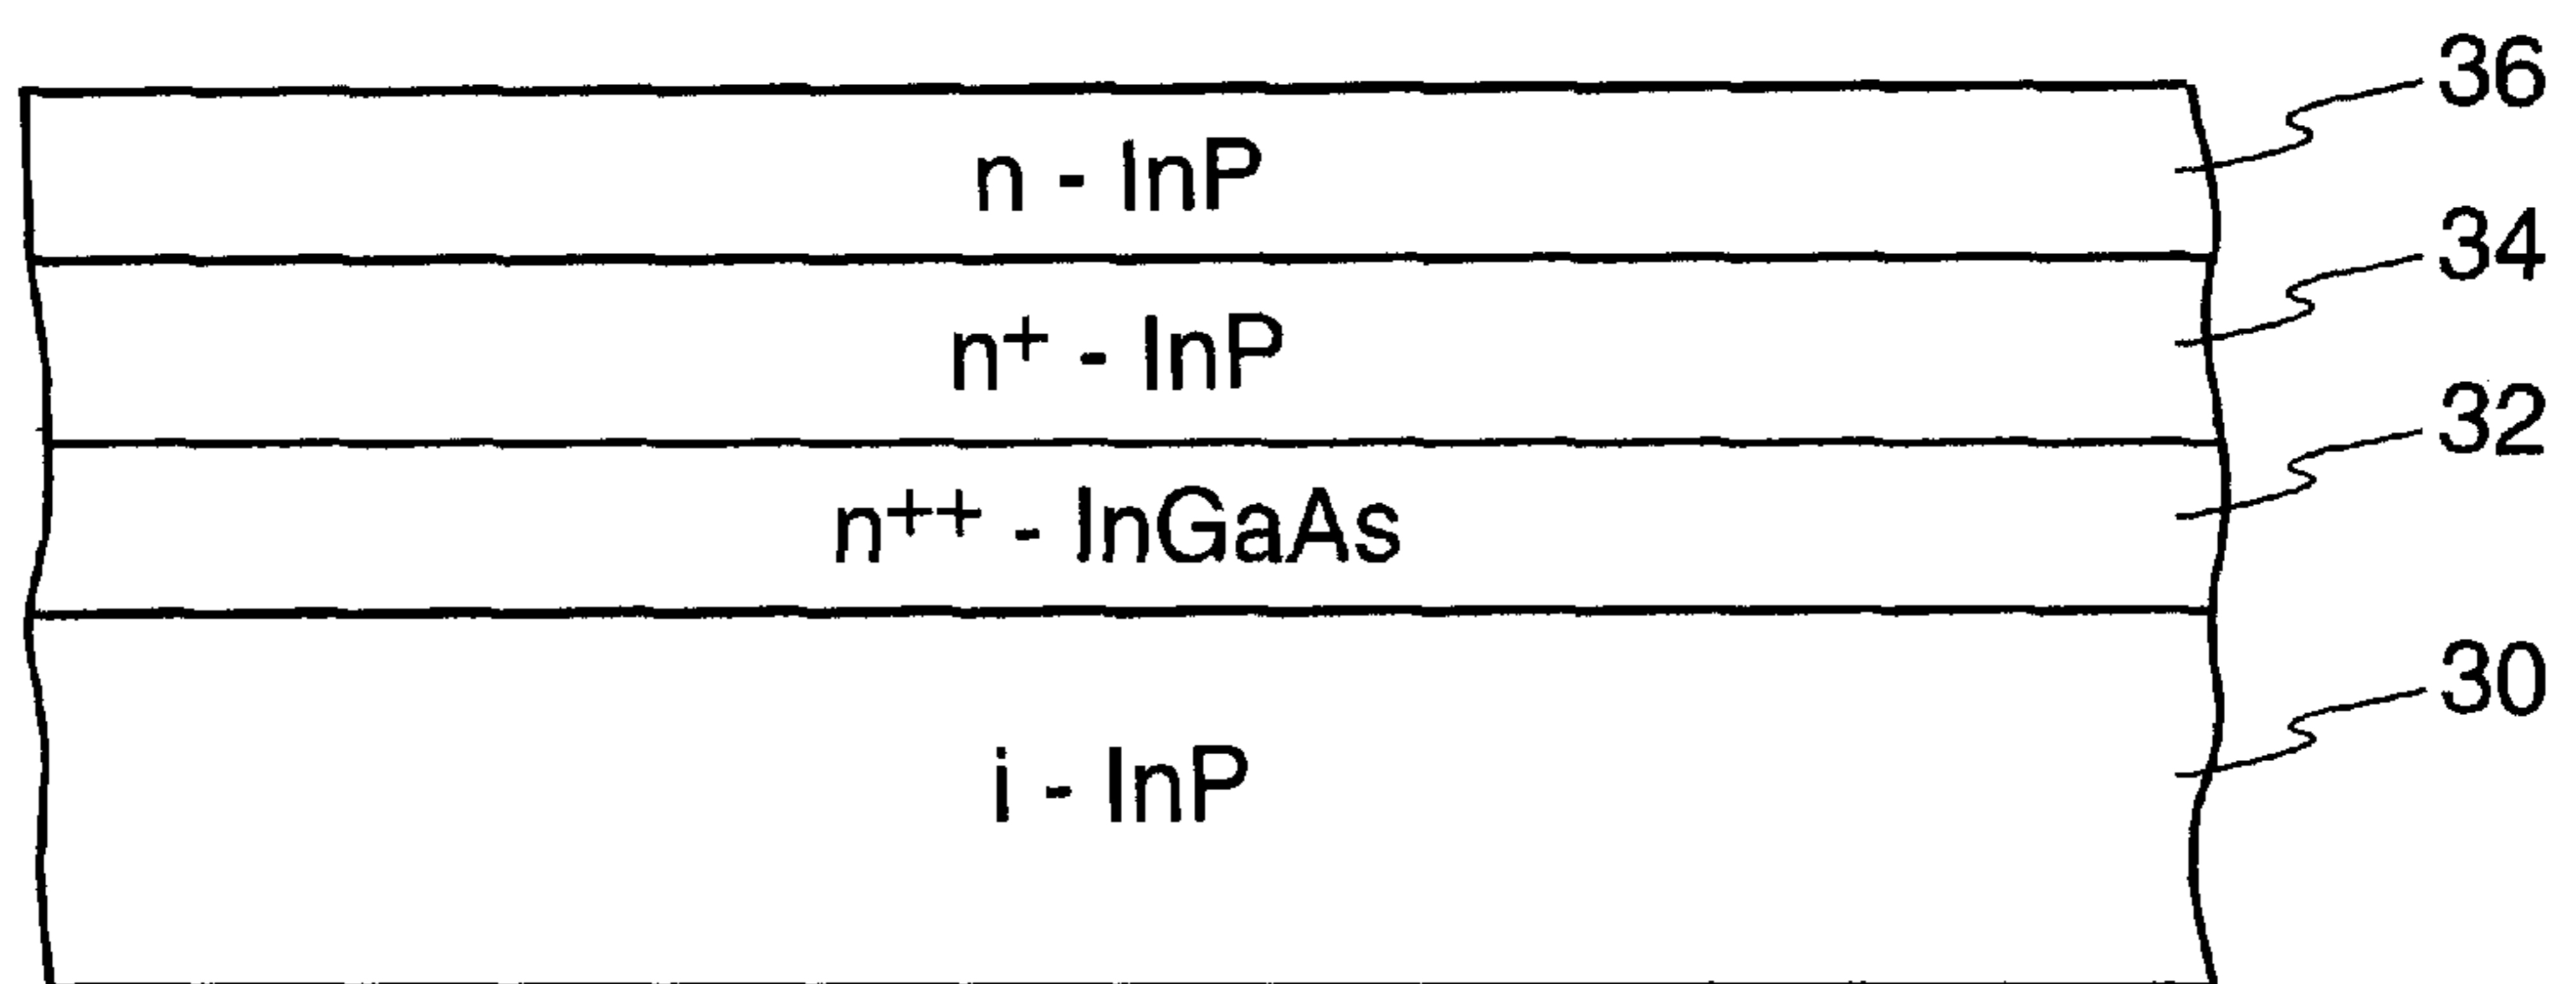 36
n - InP
34
n⁺ - InP
32
n⁺⁺ - InGaAs
30
i - InP